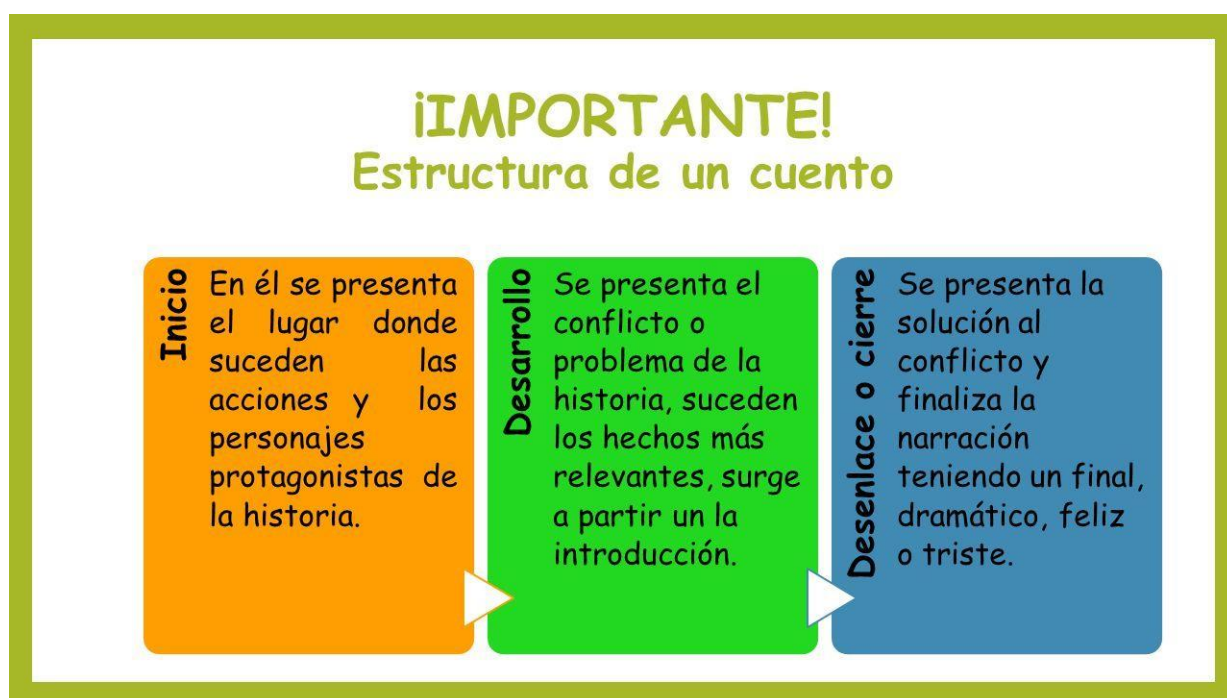 ¡IMPORTANTE!
Estructura de un cuento
Inicio
En él se presenta
el lugar donde
suceden las
acciones y los
personajes
protagonistas de
la historia.
Desarrollo
Se presenta el
conflicto o
problema de la
historia, suceden
los hechos más
relevantes, surge
a partir un la
introducción.
Desenlace o cierre
Se presenta la
solución al
conflicto y
finaliza la
narración
teniendo un final,
dramático, feliz
o triste.